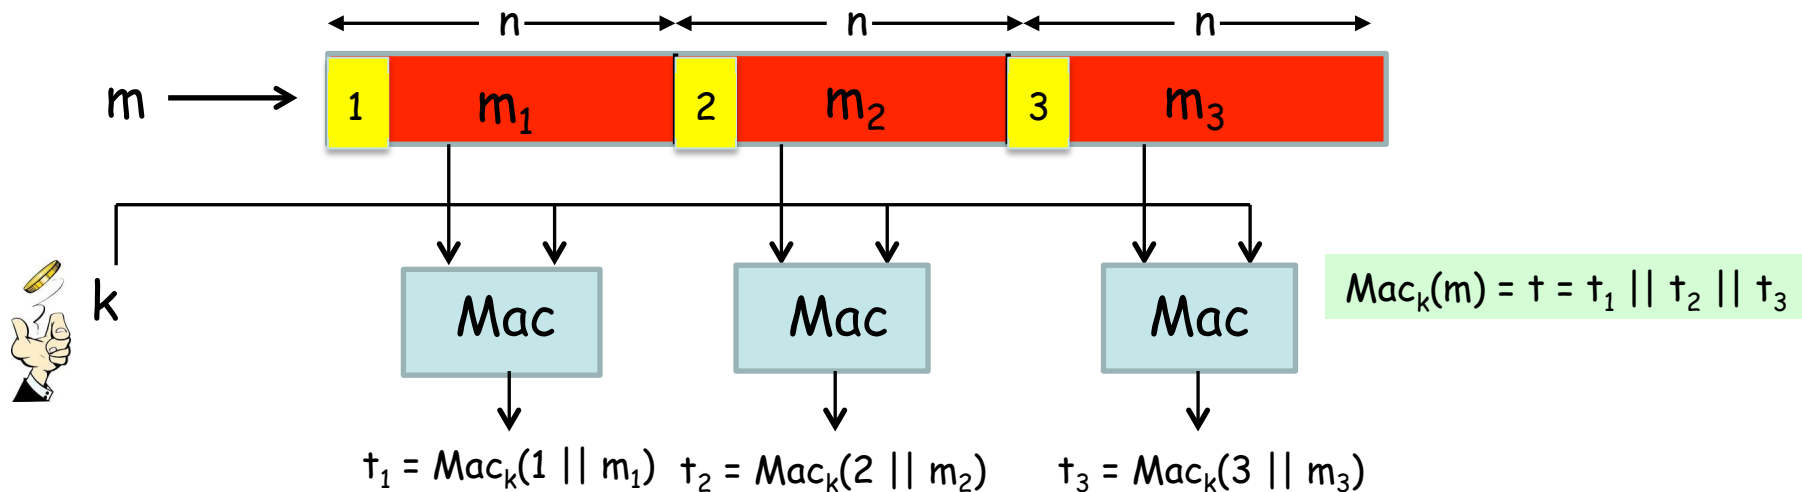 n n n
m 1 m₁ 2 m₂ 3 m₃
k Mac Mac Mac Macₖ(m) = t = t₁ || t₂ || t₃
t₁ = Macₖ(1 || m₁) t₂ = Macₖ(2 || m₂) t₃ = Macₖ(3 || m₃)